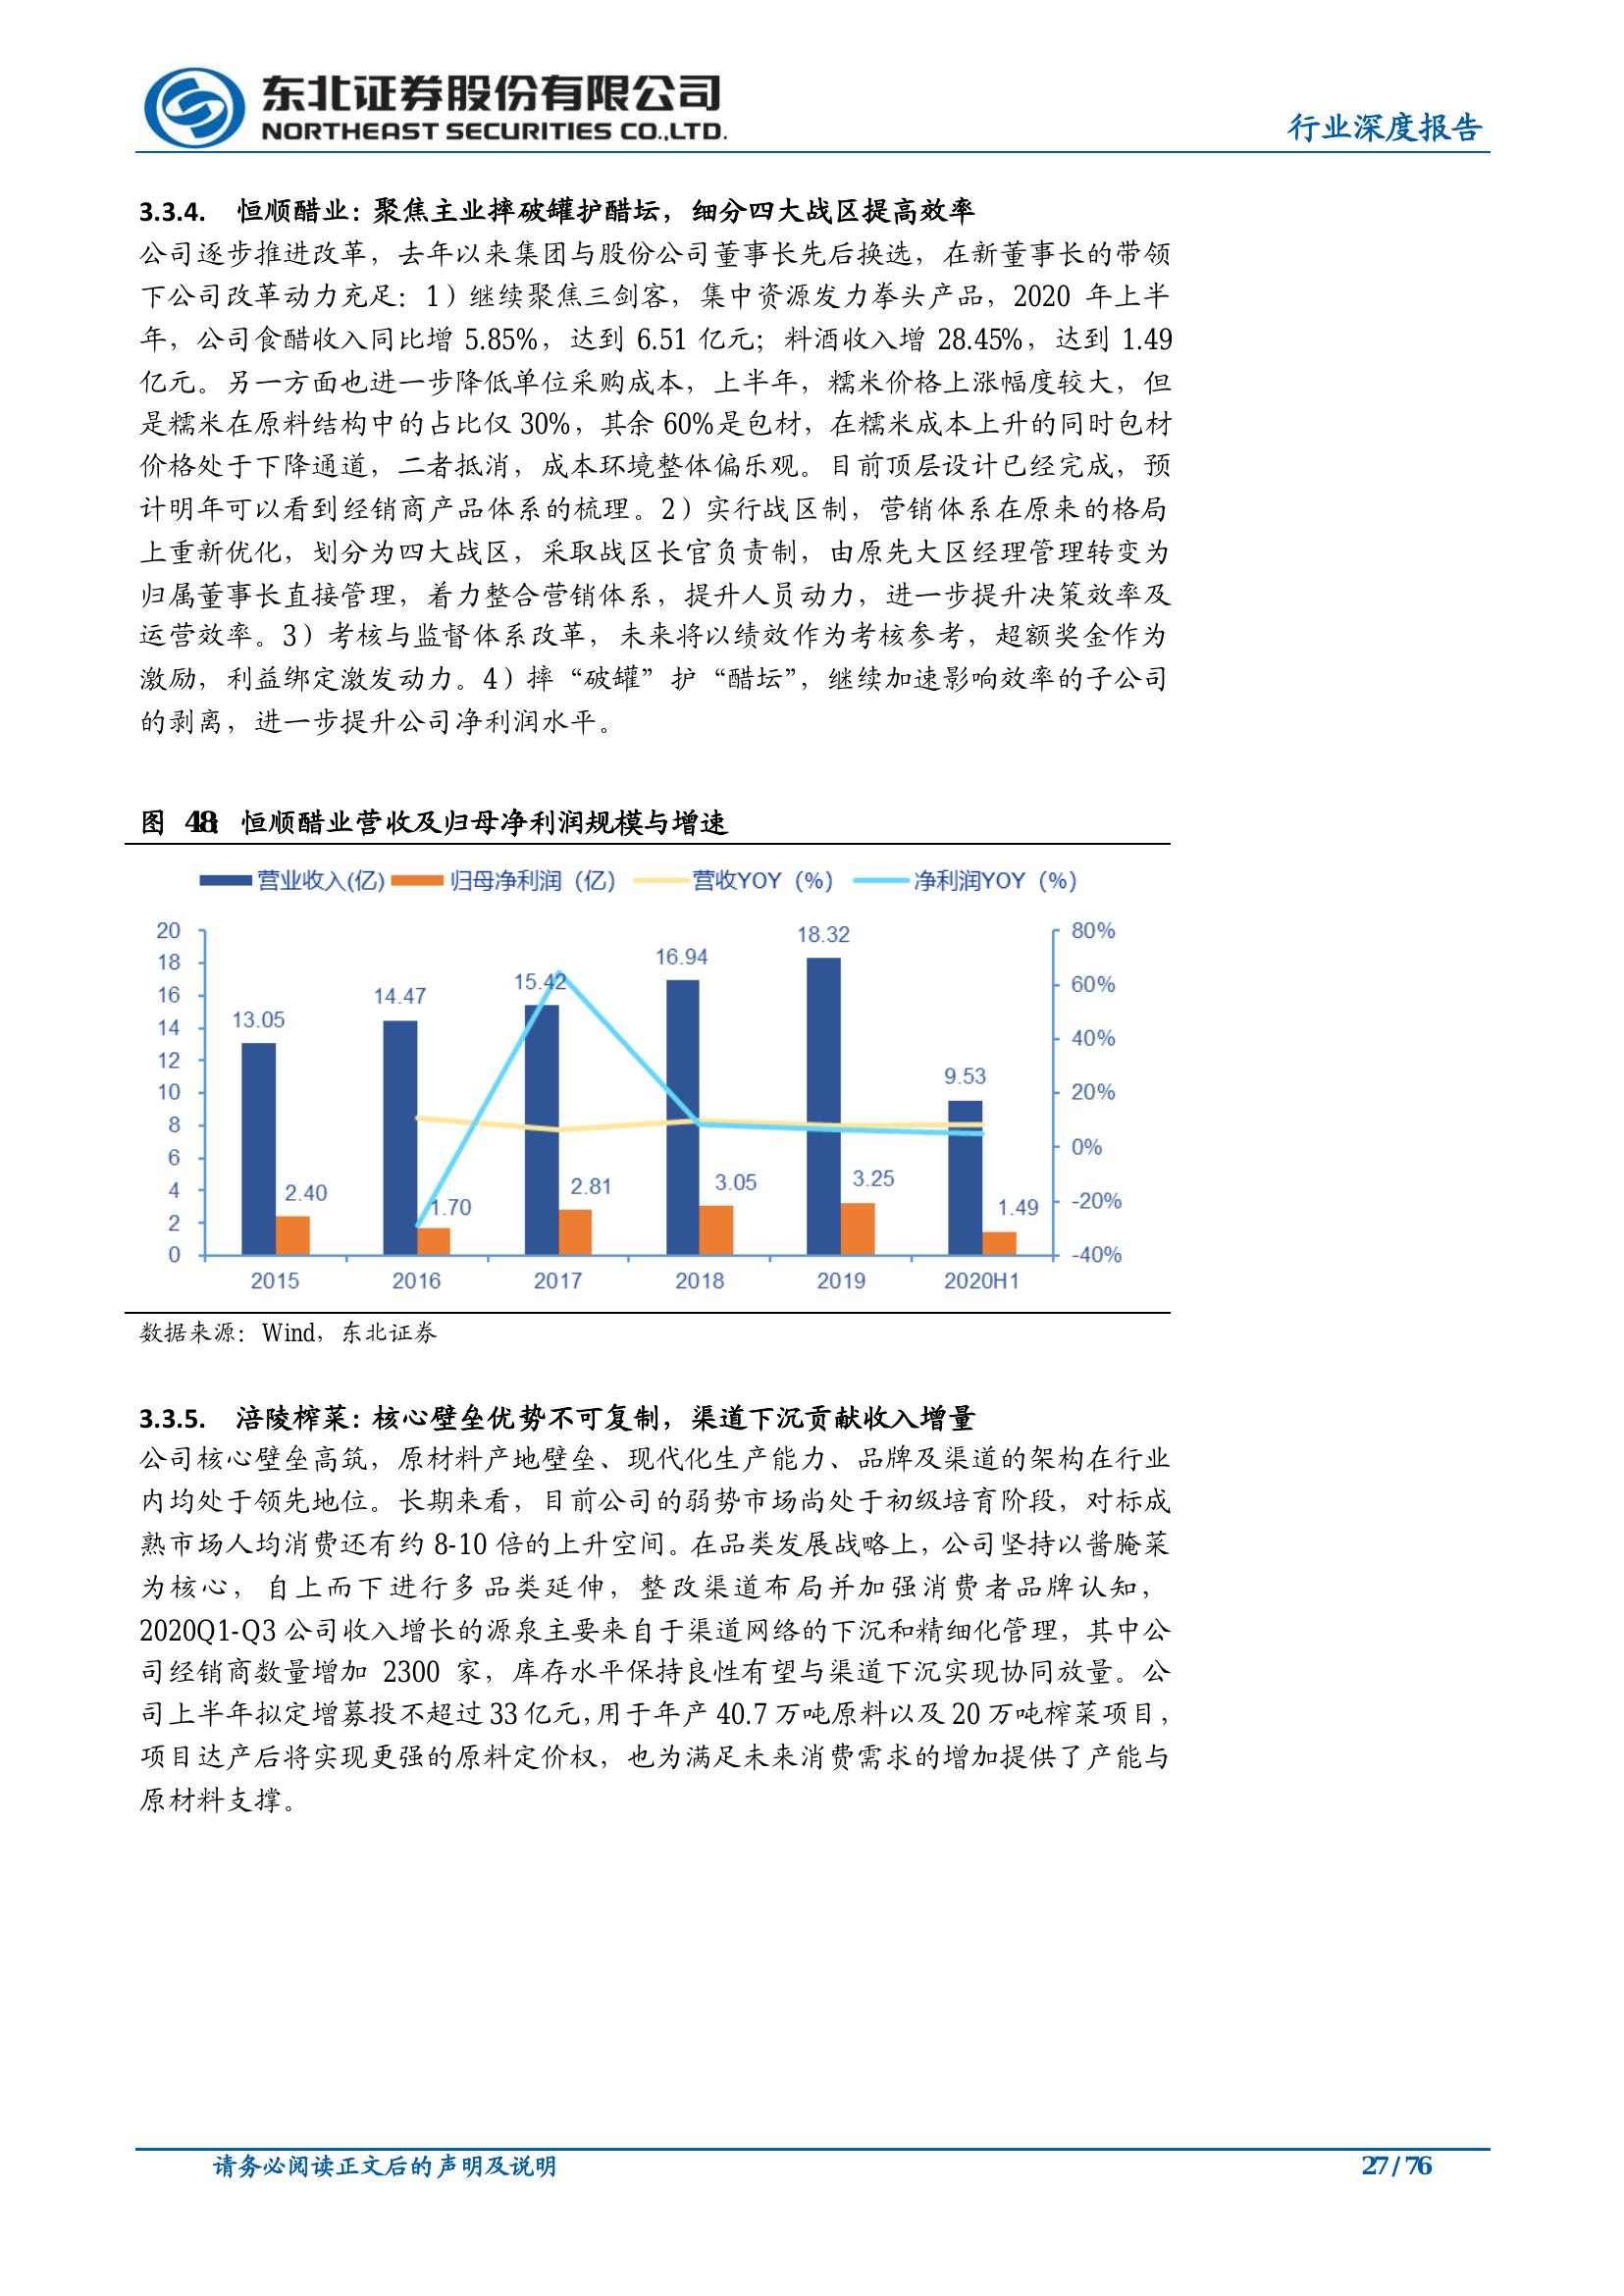 东北证券股份有限公司
NORTHEAST SECURITIES CO.,LTD.
行业深度报告
3.3.4. 恒顺醋业：聚焦主业摔破罐护醋坛，细分四大战区提高效率
公司逐步推进改革，去年以来集团与股份公司董事长先后换选，在新董事长的带领
下公司改革动力充足：1）继续聚焦三剑客，集中资源发力拳头产品，2020 年上半
年，公司食醋收入同比增 5.85%，达到 6.51 亿元；料酒收入增 28.45%，达到 1.49
亿元。另一方面也进一步降低单位采购成本，上半年，糯米价格上涨幅度较大，但
是糯米在原料结构中的占比仅 30%，其余 60%是包材，在糯米成本上升的同时包材
价格处于下降通道，二者抵消，成本环境整体偏乐观。目前顶层设计已经完成，预
计明年可以看到经销商产品体系的梳理。2）实行战区制，营销体系在原来的格局
上重新优化，划分为四大战区，采取战区长官负责制，由原先大区经理管理转变为
归属董事长直接管理，着力整合营销体系，提升人员动力，进一步提升决策效率及
运营效率。3）考核与监督体系改革，未来将以绩效作为考核参考，超额奖金作为
激励，利益绑定激发动力。4）摔“破罐”护“醋坛”，继续加速影响效率的子公司
的剥离，进一步提升公司净利润水平。
图 48：恒顺醋业营收及归母净利润规模与增速
营业收入(亿) 归母净利润（亿） 营收YOY（%） 净利润YOY（%）
20 18.32 80%
18 16.94
16 15.42 60%
14 14.47 40%
12 13.05
10 9.53 20%
8
6 0%
4 2.40 1.70 2.81 3.05 3.25 1.49 -20%
2
0 -40%
2015 2016 2017 2018 2019 2020H1
数据来源：Wind，东北证券
3.3.5. 涪陵榨菜：核心壁垒优势不可复制，渠道下沉贡献收入增量
公司核心壁垒高筑，原材料产地壁垒、现代化生产能力、品牌及渠道的架构在行业
内均处于领先地位。长期来看，目前公司的弱势市场尚处于初级培育阶段，对标成
熟市场人均消费还有约 8-10 倍的上升空间。在品类发展战略上，公司坚持以酱腌菜
为核心，自上而下进行多品类延伸，整改渠道布局并加强消费者品牌认知，
2020Q1-Q3 公司收入增长的源泉主要来自于渠道网络的下沉和精细化管理，其中公
司经销商数量增加 2300 家，库存水平保持良性有望与渠道下沉实现协同放量。公
司上半年拟定增募投不超过 33 亿元，用于年产 40.7 万吨原料以及 20 万吨榨菜项目，
项目达产后将实现更强的原料定价权，也为满足未来消费需求的增加提供了产能与
原材料支撑。
请务必阅读正文后的声明及说明
27 / 76